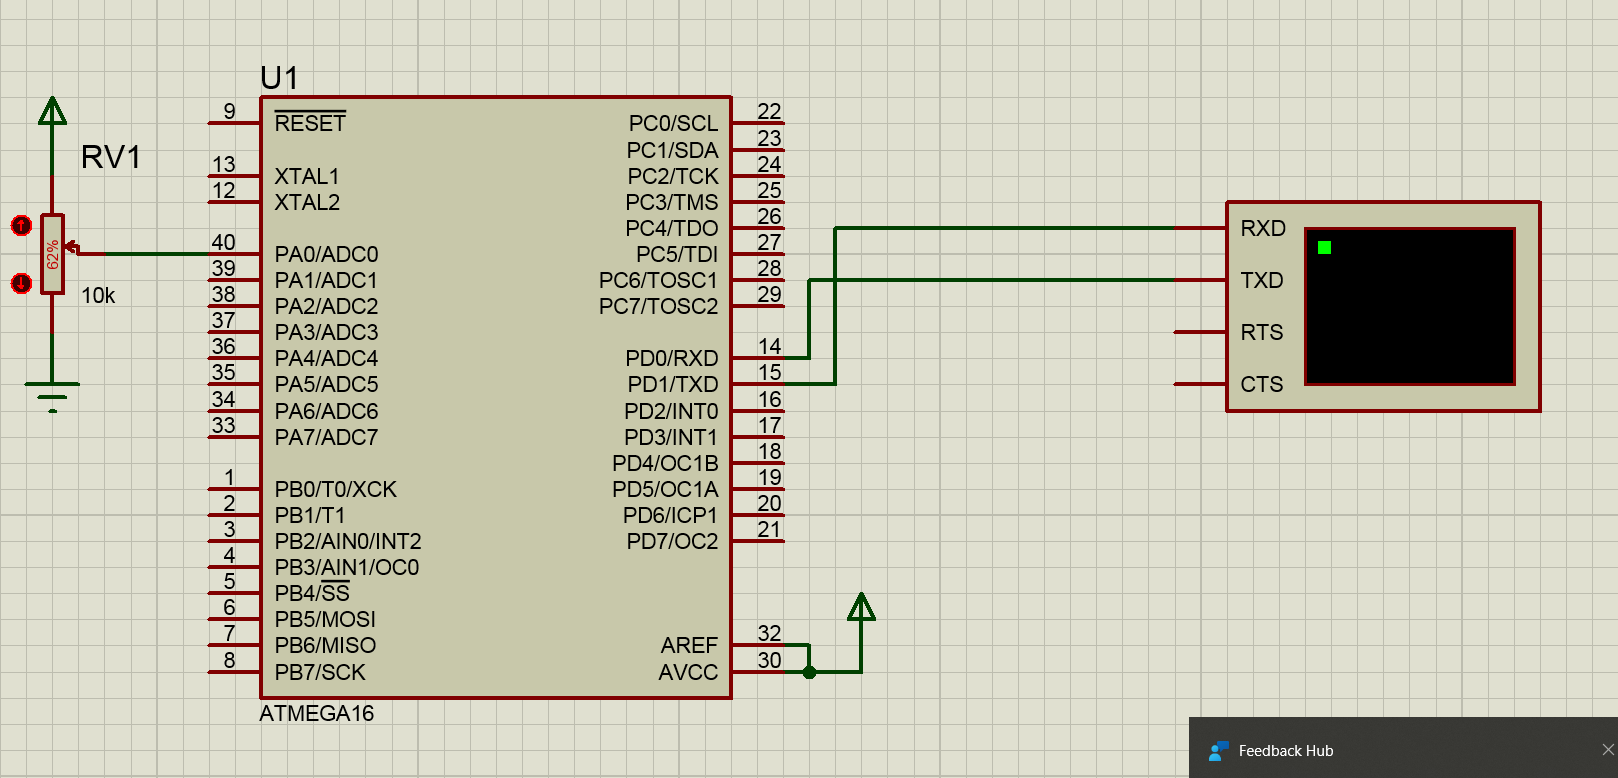 U1
RV1
62%
10k
9 RESET
13 XTAL1
12 XTAL2
40 PA0/ADC0
39 PA1/ADC1
38 PA2/ADC2
37 PA3/ADC3
36 PA4/ADC4
35 PA5/ADC5
34 PA6/ADC6
33 PA7/ADC7
1 PB0/T0/XCK
2 PB1/T1
3 PB2/AIN0/INT2
4 PB3/AIN1/OC0
5 PB4/SS
6 PB5/MOSI
7 PB6/MISO
8 PB7/SCK
PC0/SCL 22
PC1/SDA 23
PC2/TCK 24
PC3/TMS 25
PC4/TDO 26
PC5/TDI 27
PC6/TOSC1 28
PC7/TOSC2 29
PD0/RXD 14
PD1/TXD 15
PD2/INT0 16
PD3/INT1 17
PD4/OC1B 18
PD5/OC1A 19
PD6/ICP1 20
PD7/OC2 21
AREF 32
AVCC 30
ATMEGA16
RXD
TXD
RTS
CTS
Feedback Hub